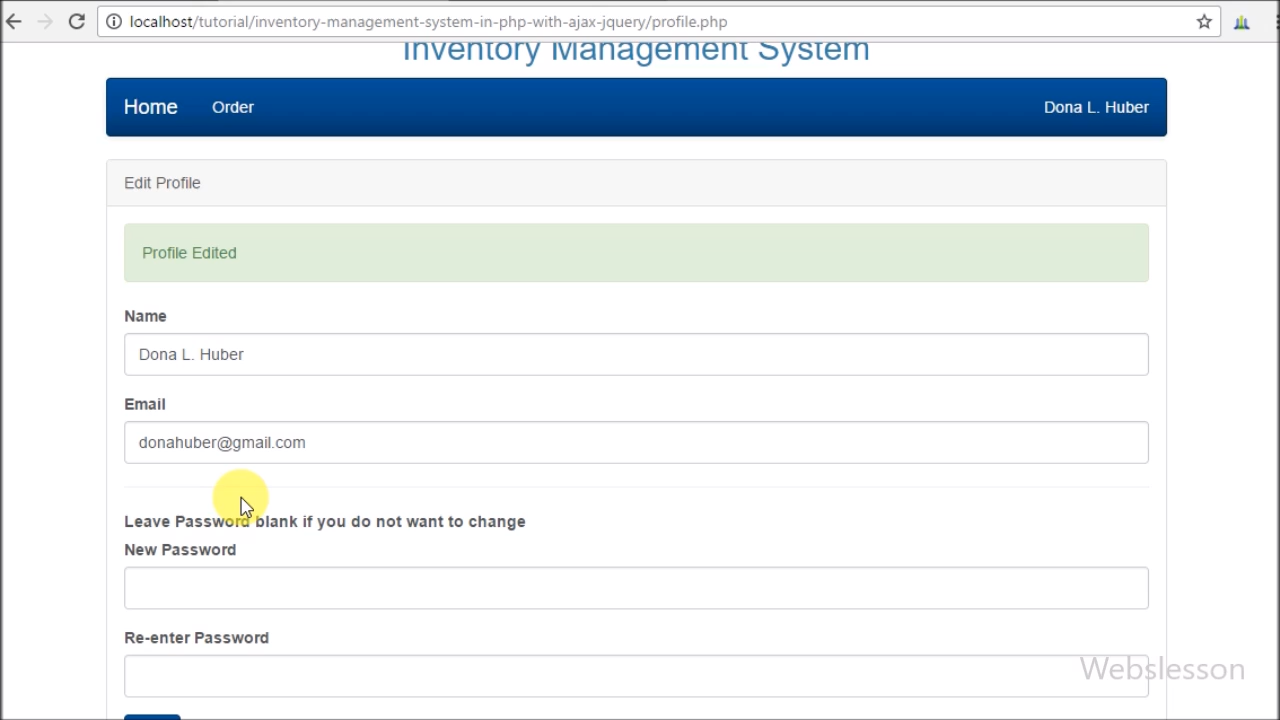 localhost/tutorial/inventory-management-system-in-php-with-ajax-jquery/profile.php
Inventory Management System
Home Order Dona L. Huber
Edit Profile
Profile Edited
Name
Dona L. Huber
Email
donahuber@gmail.com
Leave Password blank if you do not want to change
New Password
Re-enter Password
Webslesson